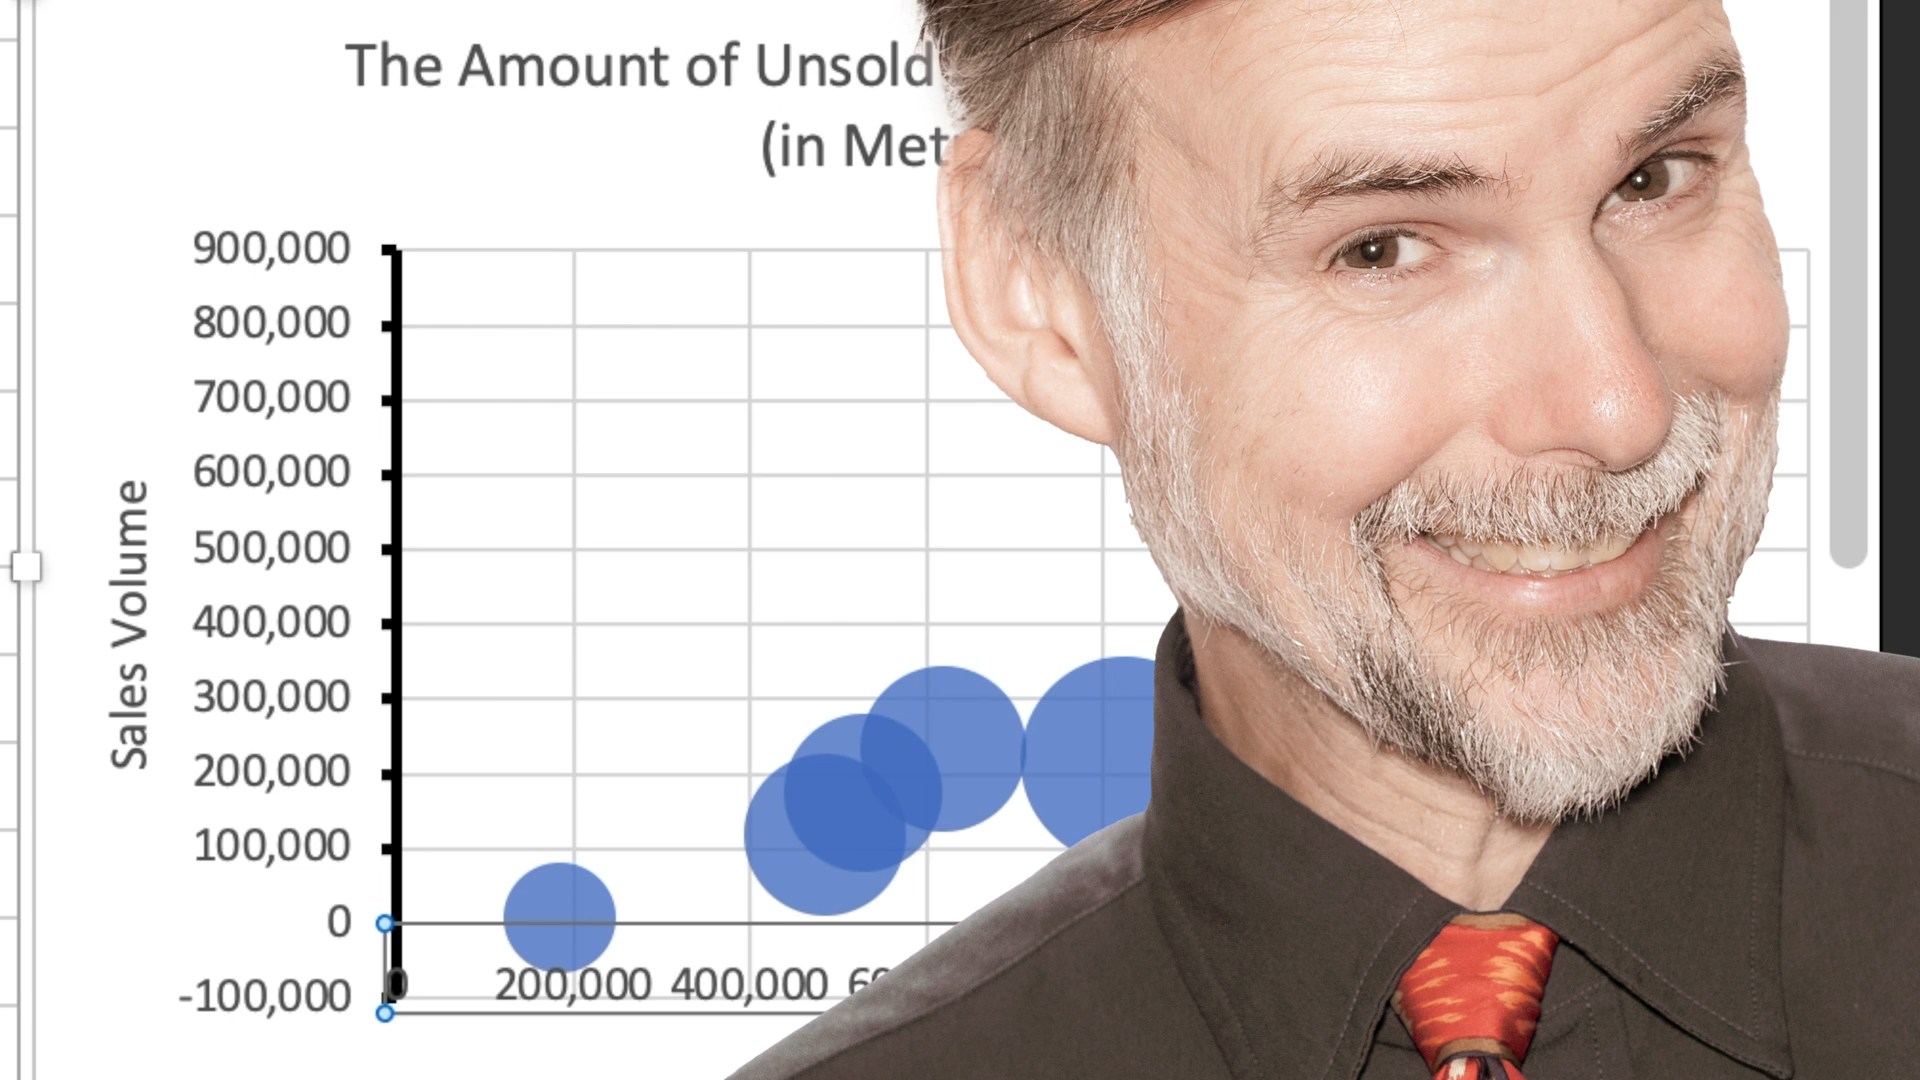 The Amount of Unsold
(in Met
900,000
800,000
700,000
600,000
500,000
400,000
300,000
200,000
100,000
0
-100,000
Sales Volume
0 200,000 400,000